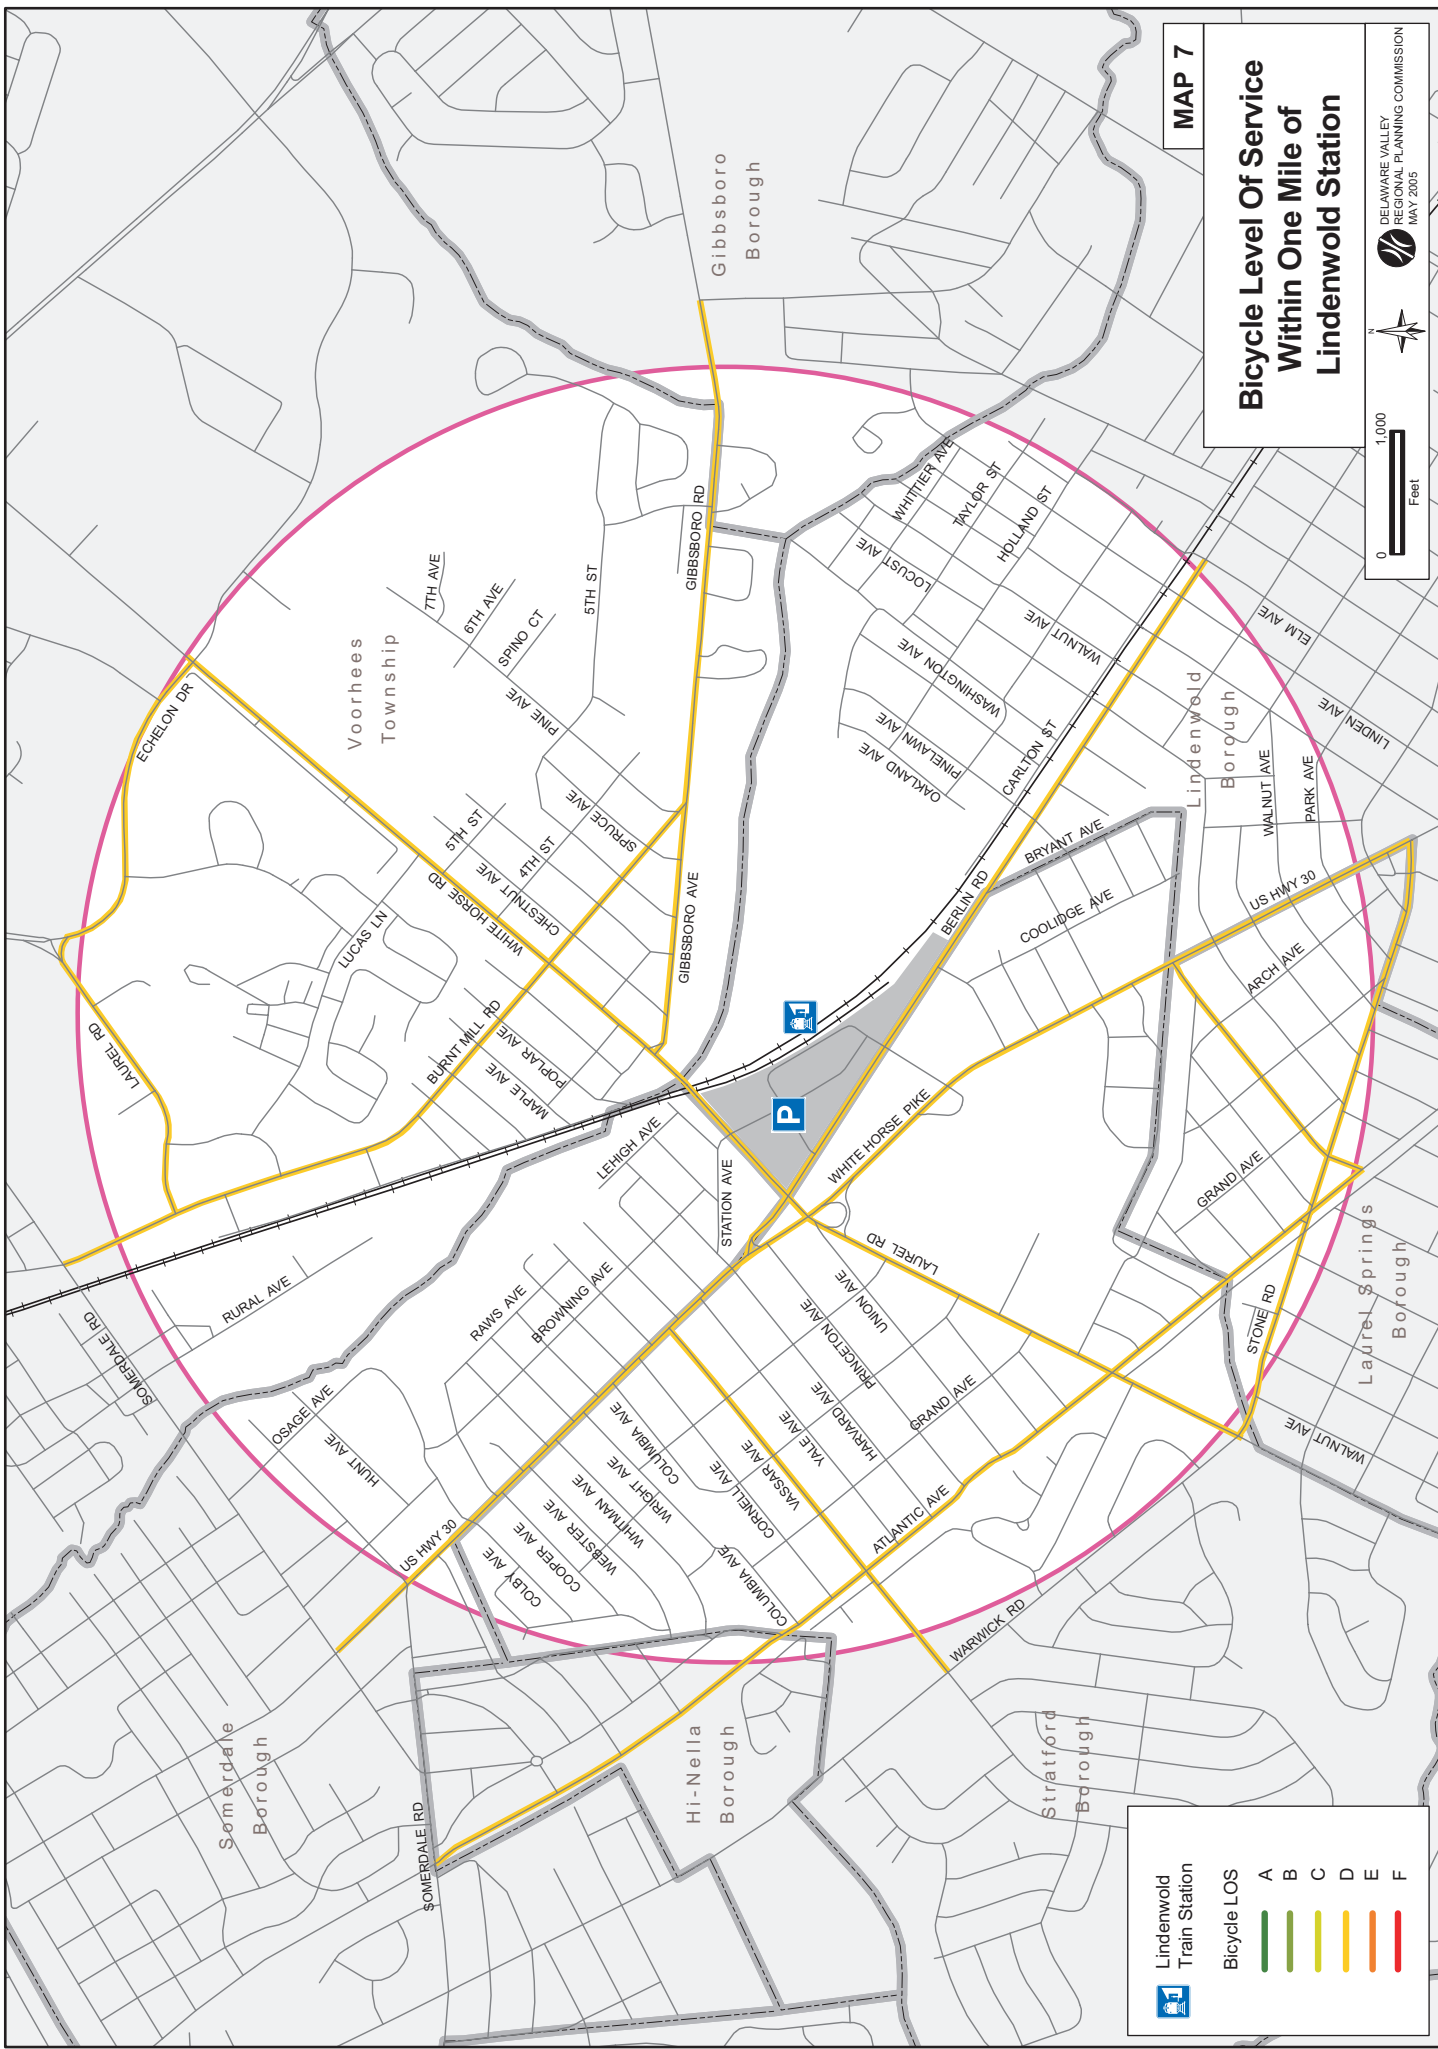 MAP 7
Bicycle Level Of Service
Within One Mile of
Lindenwold Station
0
1,000
Feet
N
DELAWARE VALLEY
REGIONAL PLANNING COMMISSION
MAY 2005
Lindenwold
Train Station
Bicycle LOS
A
B
C
D
E
F
P
Voorhees
Township
Gibbsboro
Borough
Lindenwold
Borough
Laurel Springs
Borough
Stratford
Borough
Hi-Nella
Borough
Somerdale
Borough
ECHELON DR
LAUREL RD
LUCAS LN
BURNT MILL RD
POPLAR AVE
MAPLE AVE
WHITE HORSE RD
CHESTNUT AVE
5TH ST
4TH ST
SPRUCE AVE
PINE AVE
7TH AVE
6TH AVE
SPINO CT
5TH ST
GIBBSBORO RD
GIBBSBORO AVE
WHITTIER AVE
TAYLOR ST
HOLLAND ST
LOCUST AVE
WALNUT AVE
WASHINGTON AVE
PINELAWN AVE
OAKLAND AVE
CARLTON ST
BERLIN RD
BRYANT AVE
COOLIDGE AVE
ELM AVE
LINDEN AVE
WALNUT AVE
PARK AVE
US HWY 30
ARCH AVE
GRAND AVE
STONE RD
WALNUT AVE
WHITE HORSE PIKE
LAUREL RD
STATION AVE
LEHIGH AVE
UNION AVE
PRINCETON AVE
HARVARD AVE
YALE AVE
GRAND AVE
VASSAR AVE
CORNELL AVE
COLUMBIA AVE
COLUMBIA AVE
WRIGHT AVE
WHITMAN AVE
WEBSTER AVE
COOPER AVE
COLBY AVE
ATLANTIC AVE
WARWICK RD
RAWS AVE
BROWNING AVE
US HWY 30
OSAGE AVE
HUNT AVE
RURAL AVE
SOMERDALE RD
SOMERDALE RD